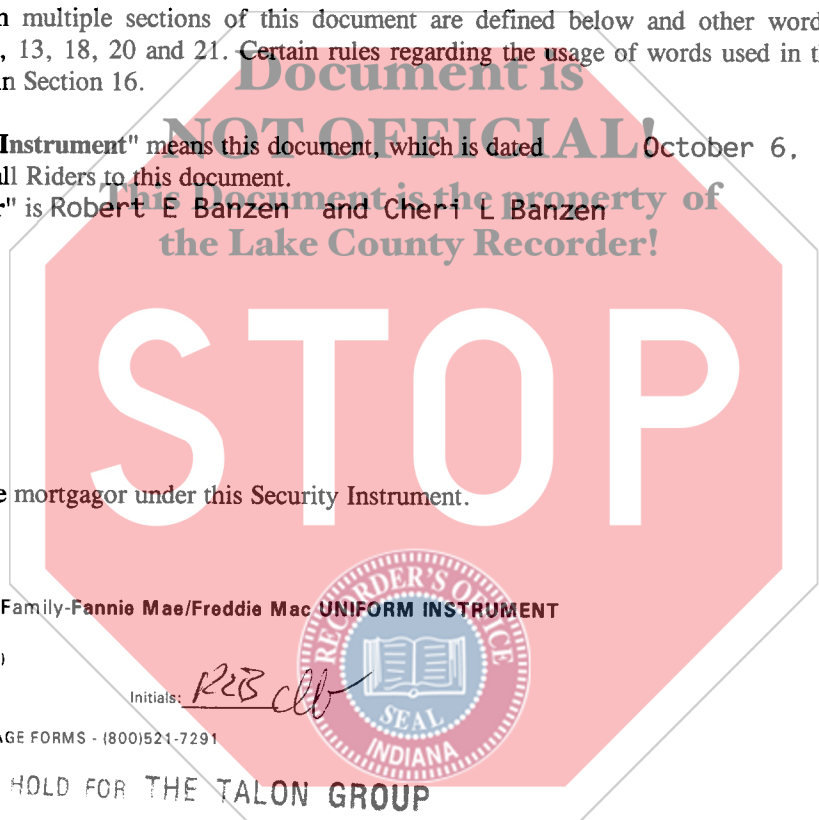 n multiple sections of this document are defined below and other word
, 13, 18, 20 and 21. Certain rules regarding the usage of words used in t
n Section 16.
Document is
NOT OFFICIAL!
Instrument" means this document, which is dated October 6,
ll Riders to this document.
This Document is the property of
" is Robert E Banzen and Cheri L Banzen
the Lake County Recorder!
STOP
e mortgagor under this Security Instrument.
Family-Fannie Mae/Freddie Mac UNIFORM INSTRUMENT
)
Initials: REB clb
RECORDER'S OFFICE
SEAL
INDIANA
AGE FORMS - (800)521-7291
HOLD FOR THE TALON GROUP